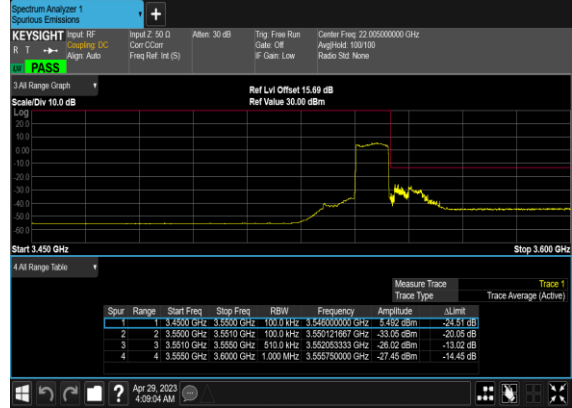 Spectrum Analyzer 1
Spurious Emissions
KEYSIGHT
R T
Input: RF
Coupling: DC
Align: Auto
Input Z: 50 Ω
Corr CCorr
Freq Ref: Int (S)
Atten: 30 dB
Trig: Free Run
Gate: Off
IF Gain: Low
Center Freq: 22.005000000 GHz
Avg|Hold: 100/100
Radio Std: None
PASS
3 All Range Graph
Scale/Div 10.0 dB
Ref Lvl Offset 15.69 dB
Ref Value 30.00 dBm
Log
20.0
10.0
0.00
-10.0
-20.0
-30.0
-40.0
-50.0
-60.0
Start 3.450 GHz
Stop 3.600 GHz
4 All Range Table
Measure Trace Trace 1
Trace Type Trace Average (Active)
Spur Range Start Freq Stop Freq RBW Frequency Amplitude ΔLimit
1 1 3.4500 GHz 3.5500 GHz 100.0 kHz 3.546000000 GHz 5.492 dBm -24.51 dB
2 2 3.5500 GHz 3.5510 GHz 100.0 kHz 3.550121667 GHz -33.05 dBm -20.05 dB
3 3 3.5510 GHz 3.5550 GHz 510.0 kHz 3.552053333 GHz -26.02 dBm -13.02 dB
4 4 3.5550 GHz 3.6000 GHz 1.000 MHz 3.555750000 GHz -27.45 dBm -14.45 dB
Apr 29, 2023
4:09:04 AM